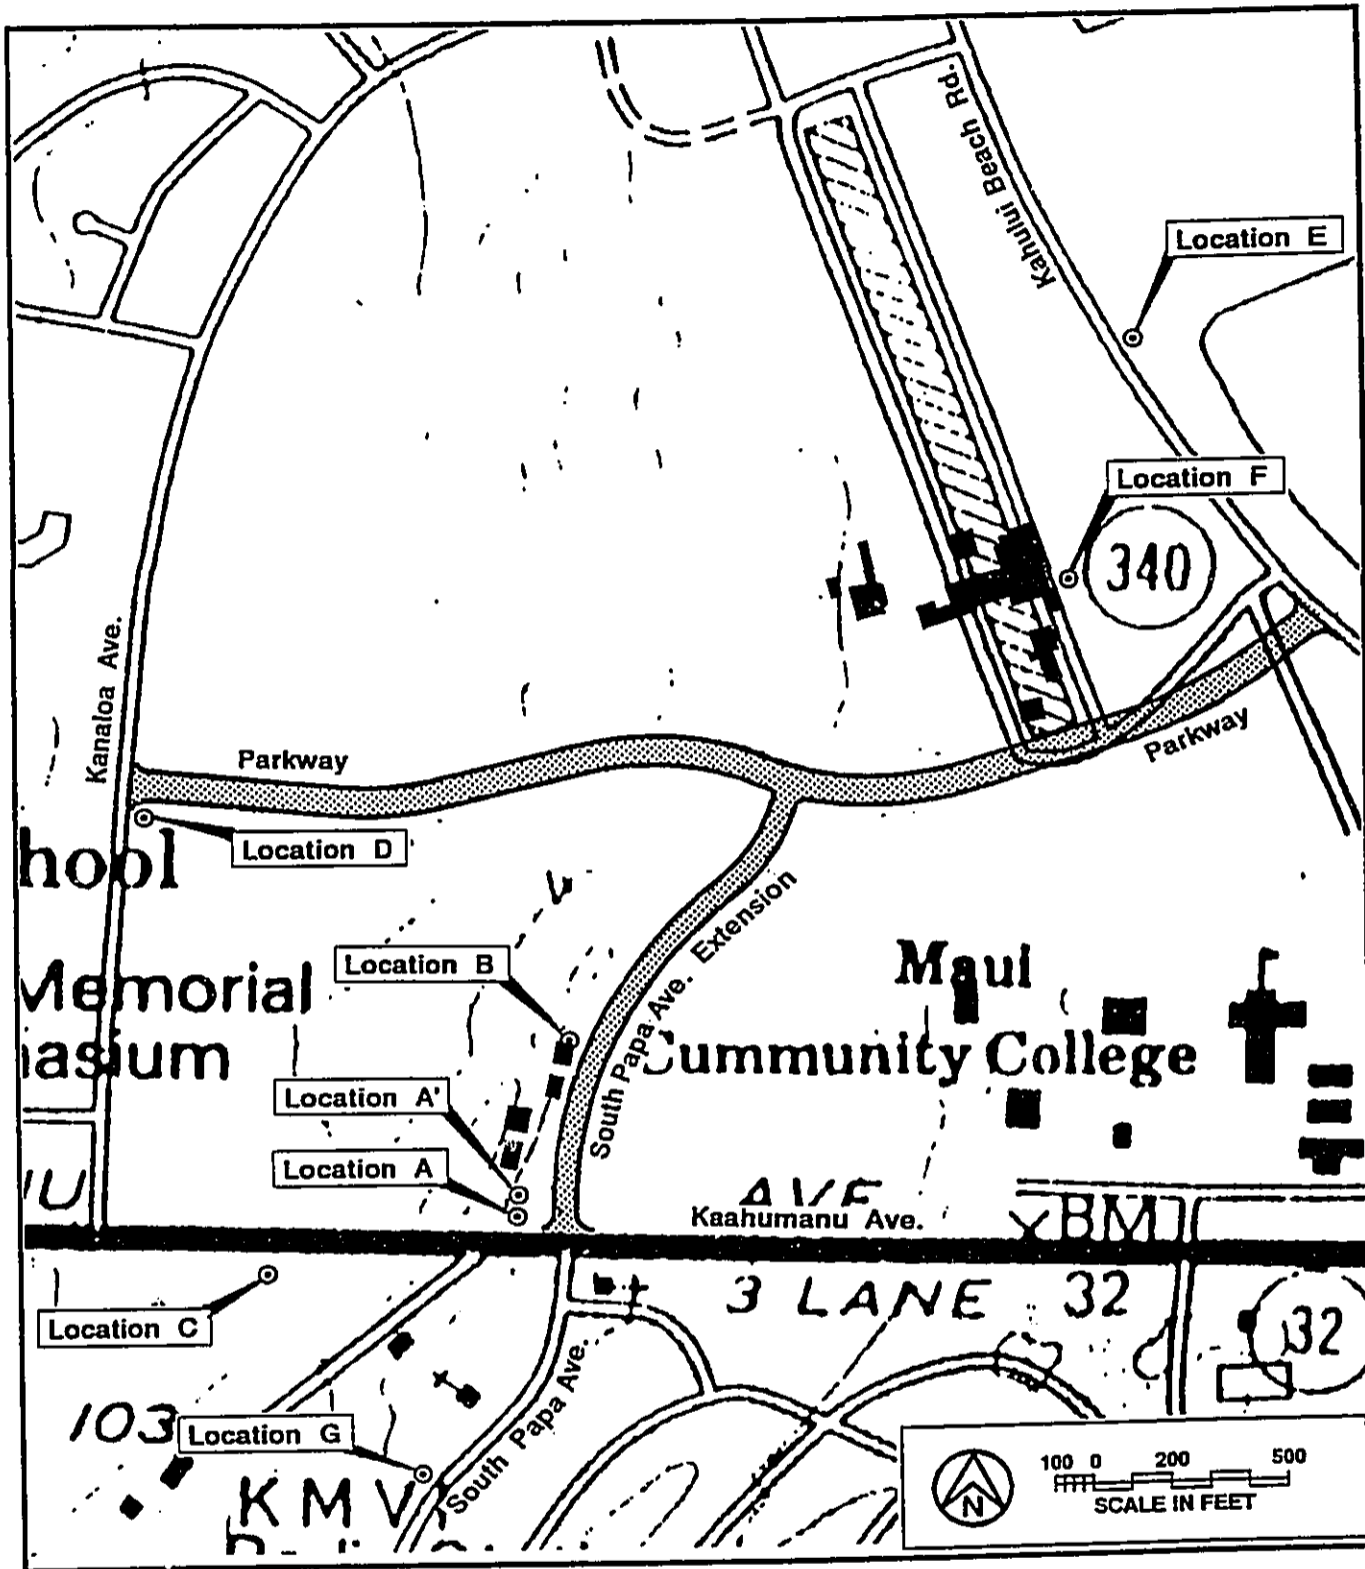 Kahului Beach Rd.
Location E
Location F
340
Kanaloa Ave.
Parkway
Parkway
Location D
hool
South Papa Ave. Extension
Location B
Maui
Memorial
asium
Cummunity College
Location A'
Location A
AVE
Kaahumanu Ave.
XBM
3 LANE 32
32
Location C
South Papa Ave.
103
Location G
KMV
N
100 0 200 500
SCALE IN FEET